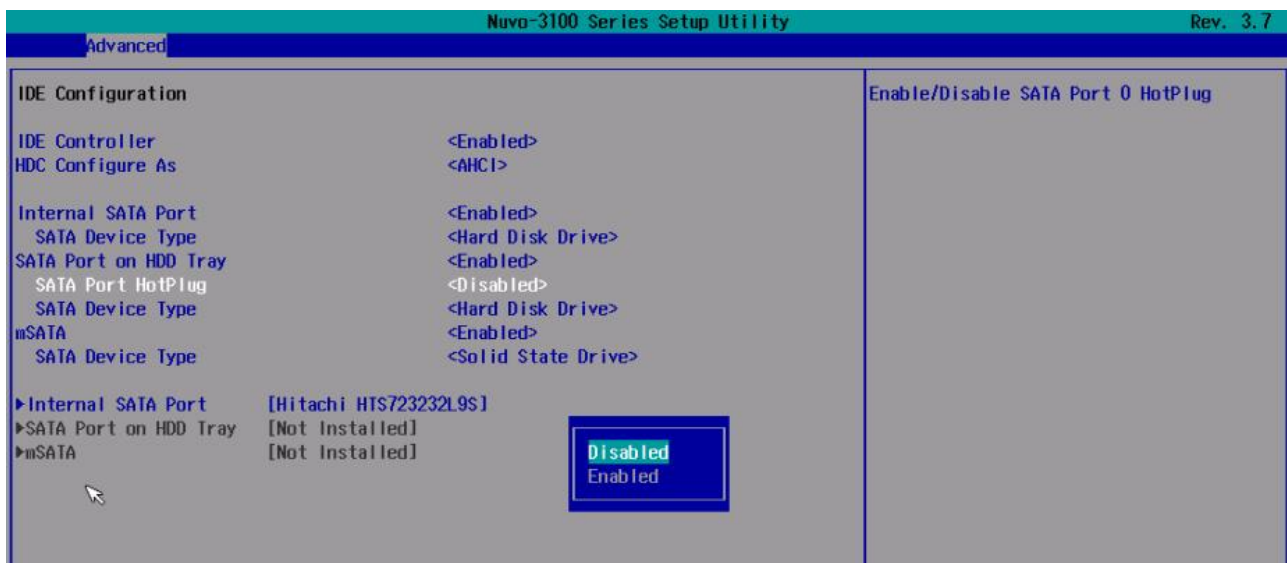 Nuvo-3100 Series Setup Utility Rev. 3.7
Advanced
IDE Configuration
IDE Controller <Enabled>
HDC Configure As <AHCI>
Internal SATA Port <Enabled>
SATA Device Type <Hard Disk Drive>
SATA Port on HDD Tray <Enabled>
SATA Port HotPlug <Disabled>
SATA Device Type <Hard Disk Drive>
mSATA <Enabled>
SATA Device Type <Solid State Drive>
▶Internal SATA Port [Hitachi HTS723232L9S]
▶SATA Port on HDD Tray [Not Installed]
▶mSATA [Not Installed]
Disabled
Enabled
Enable/Disable SATA Port 0 HotPlug